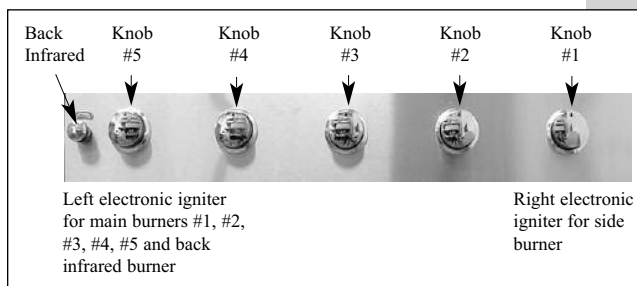 Back
Infrared
Knob
#5
Knob
#4
Knob
#3
Knob
#2
Knob
#1
Left electronic igniter
for main burners #1, #2,
#3, #4, #5 and back
infrared burner
Right electronic
igniter for side
burner